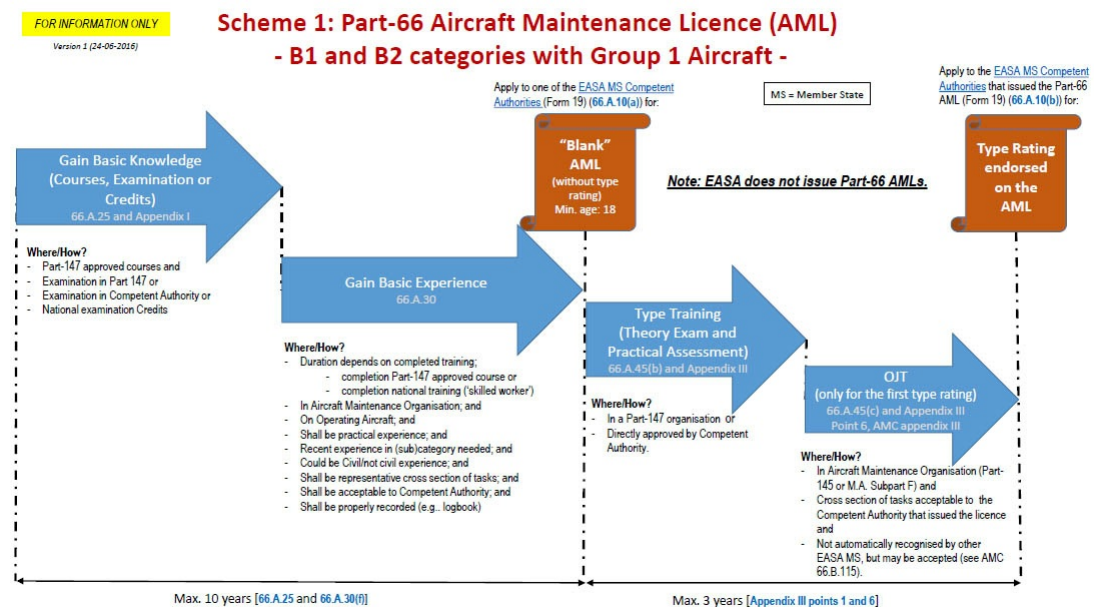 FOR INFORMATION ONLY
Version 1 (24-06-2016)
Scheme 1: Part-66 Aircraft Maintenance Licence (AML)
- B1 and B2 categories with Group 1 Aircraft -
Apply to one of the EASA MS Competent
Authorities (Form 19) (66.A.10(a)) for:
MS = Member State
Apply to the EASA MS Competent
Authorities that issued the Part-66
AML (Form 19) (66.A.10(b)) for:
Gain Basic Knowledge
(Courses, Examination or
Credits)
66.A.25 and Appendix I
"Blank"
AML
(without type
rating)
Min. age: 18
Note: EASA does not issue Part-66 AMLs.
Type Rating
endorsed
on the
AML
Where/How?
- Part-147 approved courses and
- Examination in Part 147 or
- Examination in Competent Authority or
- National examination Credits
Gain Basic Experience
66.A.30
Where/How?
- Duration depends on completed training;
- completion Part-147 approved course or
- completion national training ('skilled worker')
- In Aircraft Maintenance Organisation; and
- On Operating Aircraft; and
- Shall be practical experience; and
- Recent experience in (sub)category needed; and
- Could be Civil/not civil experience; and
- Shall be representative cross section of tasks; and
- Shall be acceptable to Competent Authority; and
- Shall be properly recorded (e.g.. logbook)
Type Training
(Theory Exam and
Practical Assessment)
66.A.45(b) and Appendix III
Where/How?
- In a Part-147 organisation or
- Directly approved by Competent
Authority.
OJT
(only for the first type rating)
66.A.45(c) and Appendix III
Point 6, AMC appendix III
Where/How?
- In Aircraft Maintenance Organisation (Part-
145 or M.A. Subpart F) and
- Cross section of tasks acceptable to the
Competent Authority that issued the licence
and
- Not automatically recognised by other
EASA MS, but may be accepted (see AMC
66.B.115).
Max. 10 years [66.A.25 and 66.A.30(f)]
Max. 3 years [Appendix III points 1 and 6]